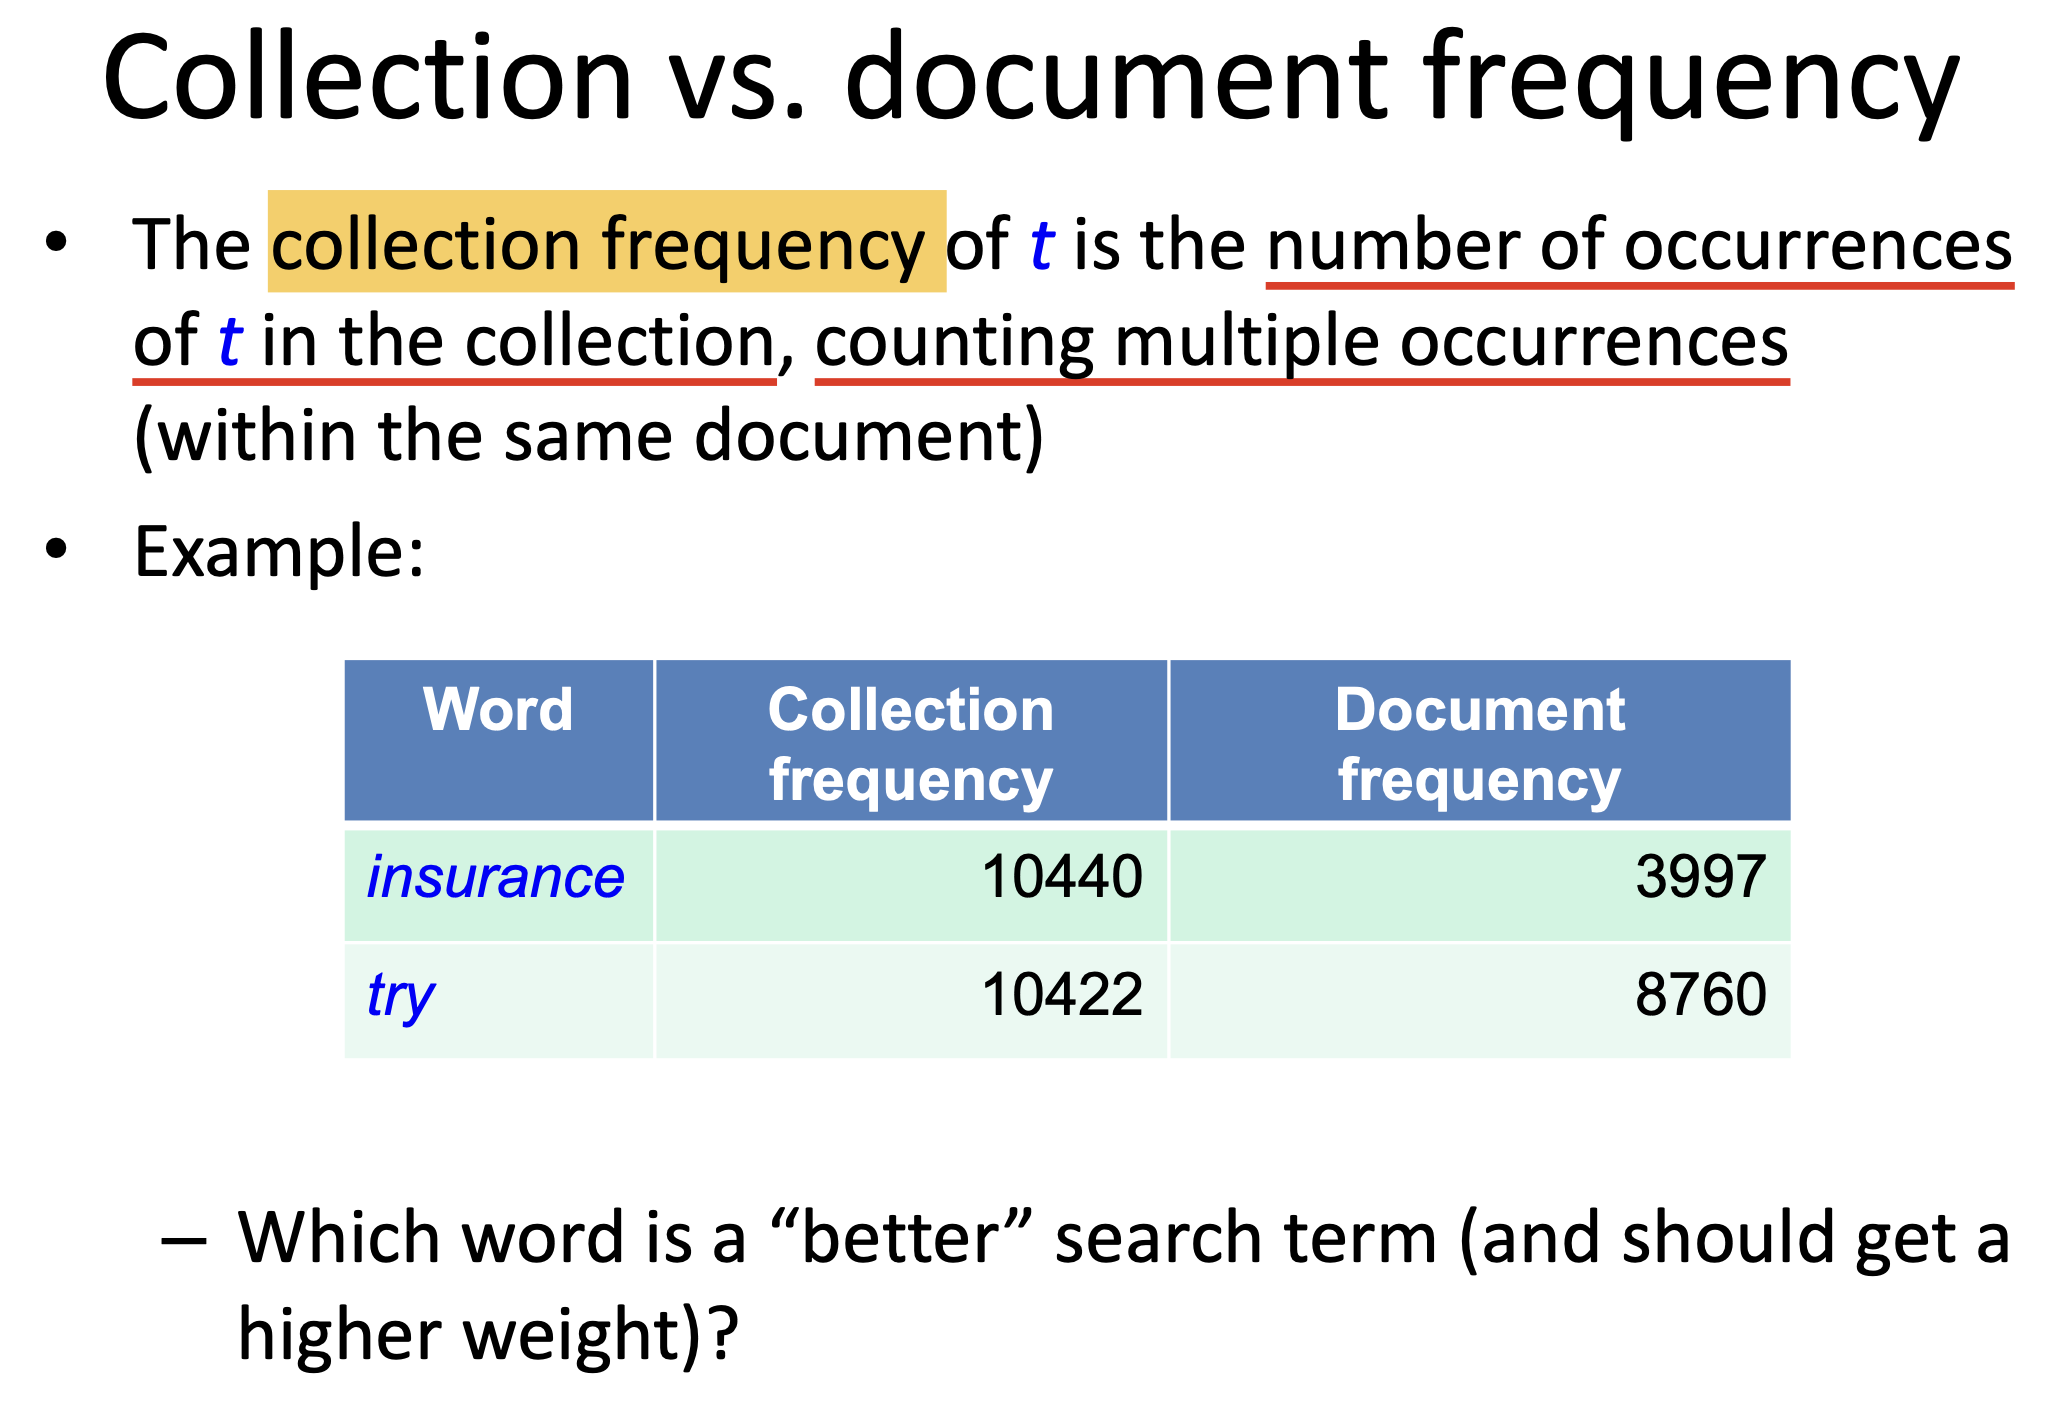 Collection vs. document frequency
• The collection frequency of t is the number of occurrences
of t in the collection, counting multiple occurrences
(within the same document)
• Example:
Word Collection frequency Document frequency
insurance 10440 3997
try 10422 8760
– Which word is a “better” search term (and should get a
higher weight)?